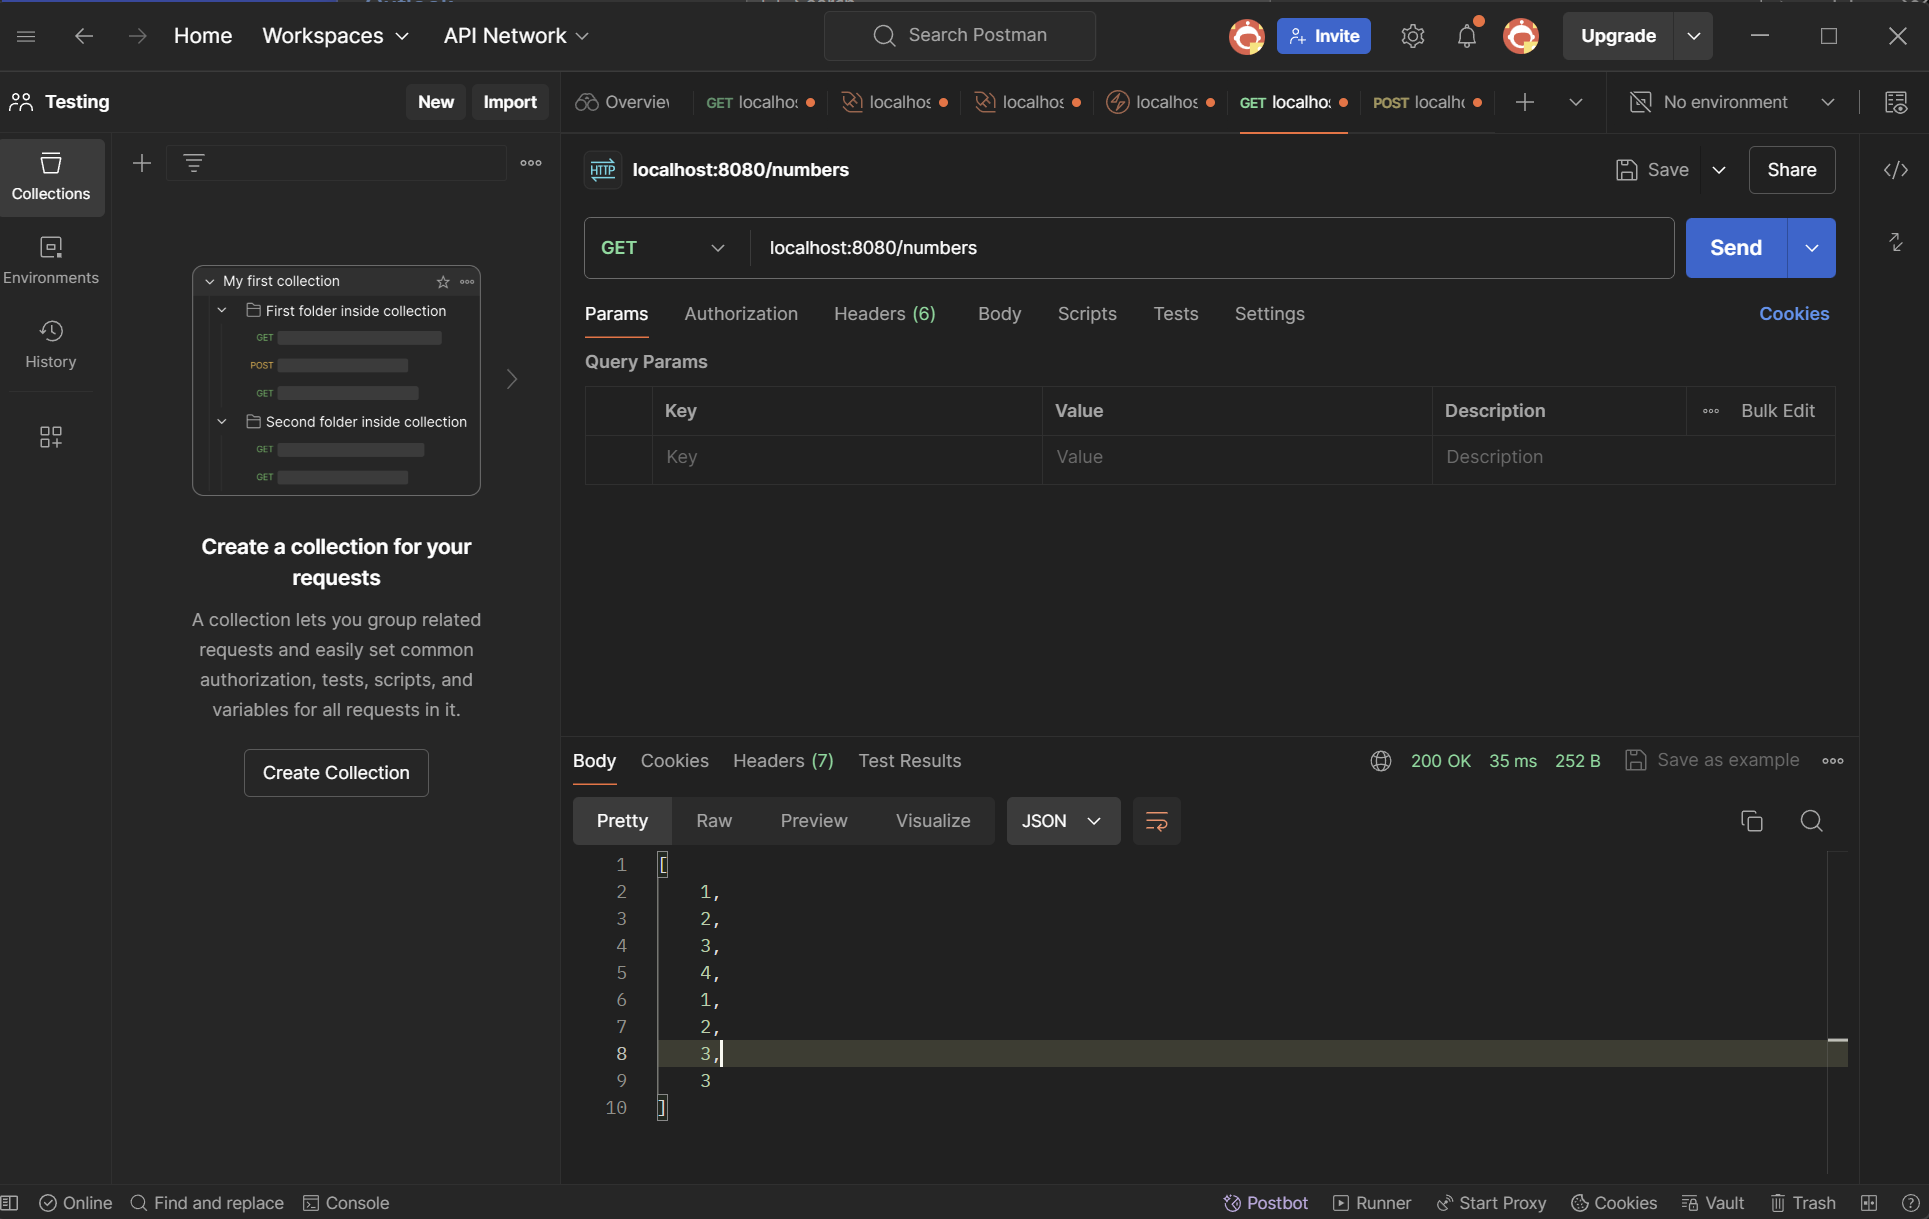 Home Workspaces API Network Search Postman Invite Upgrade
Testing New Import Overview GET localhos localhos localhos localhos GET localhos POST localhc No environment
Collections
Environments
History
My first collection
First folder inside collection
GET
POST
GET
Second folder inside collection
GET
GET
Create a collection for your
requests
A collection lets you group related
requests and easily set common
authorization, tests, scripts, and
variables for all requests in it.
Create Collection
HTTP localhost:8080/numbers Save Share
GET localhost:8080/numbers Send
Params Authorization Headers (6) Body Scripts Tests Settings Cookies
Query Params
Key Value Description Bulk Edit
Key Value Description
Body Cookies Headers (7) Test Results 200 OK 35 ms 252 B Save as example
Pretty Raw Preview Visualize JSON
1 [
2 1,
3 2,
4 3,
5 4,
6 1,
7 2,
8 3,
9 3
10 ]
Online Find and replace Console Postbot Runner Start Proxy Cookies Vault Trash